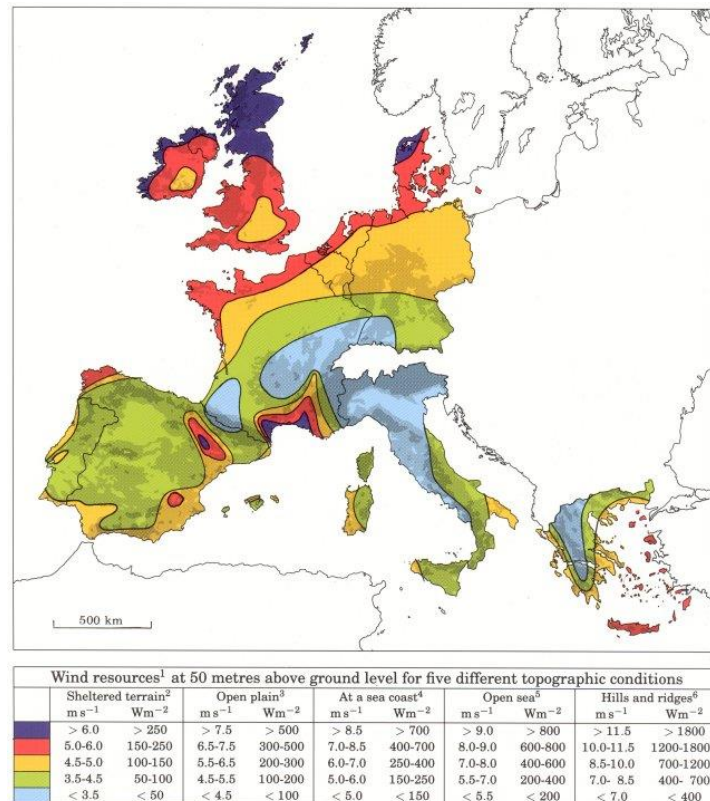 500 km
Wind resources¹ at 50 metres above ground level for five different topographic conditions
Sheltered terrain² Open plain³ At a sea coast⁴ Open sea⁵ Hills and ridges⁶
m s⁻¹ Wm⁻² m s⁻¹ Wm⁻² m s⁻¹ Wm⁻² m s⁻¹ Wm⁻² m s⁻¹ Wm⁻²
> 6.0 > 250 > 7.5 > 500 > 8.5 > 700 > 9.0 > 800 > 11.5 > 1800
5.0-6.0 150-250 6.5-7.5 300-500 7.0-8.5 400-700 8.0-9.0 600-800 10.0-11.5 1200-1800
4.5-5.0 100-150 5.5-6.5 200-300 6.0-7.0 250-400 7.0-8.0 400-600 8.5-10.0 700-1200
3.5-4.5 50-100 4.5-5.5 100-200 5.0-6.0 150-250 5.5-7.0 200-400 7.0- 8.5 400- 700
< 3.5 < 50 < 4.5 < 100 < 5.0 < 150 < 5.5 < 200 < 7.0 < 400